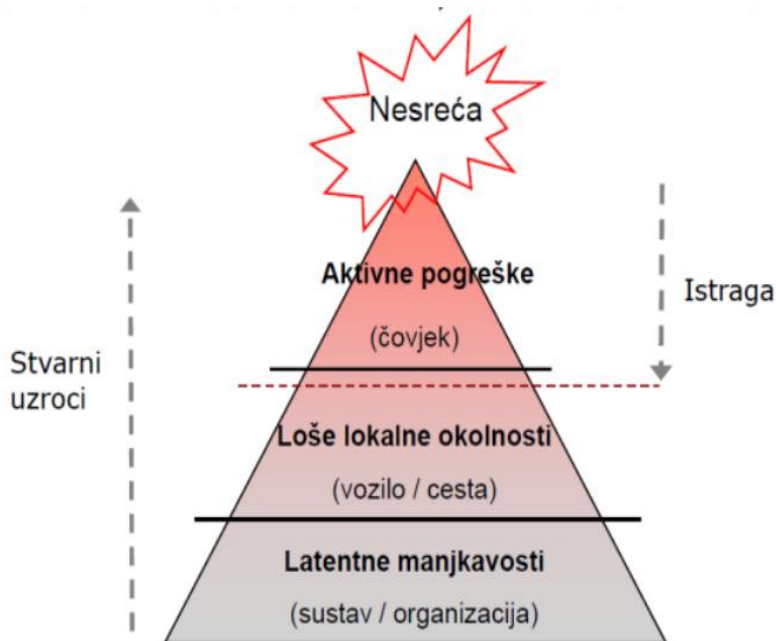 Nesreća
Aktivne pogreške
(čovjek)
Istraga
Stvarni
uzroci
Loše lokalne okolnosti
(vozilo / cesta)
Latentne manjkavosti
(sustav / organizacija)